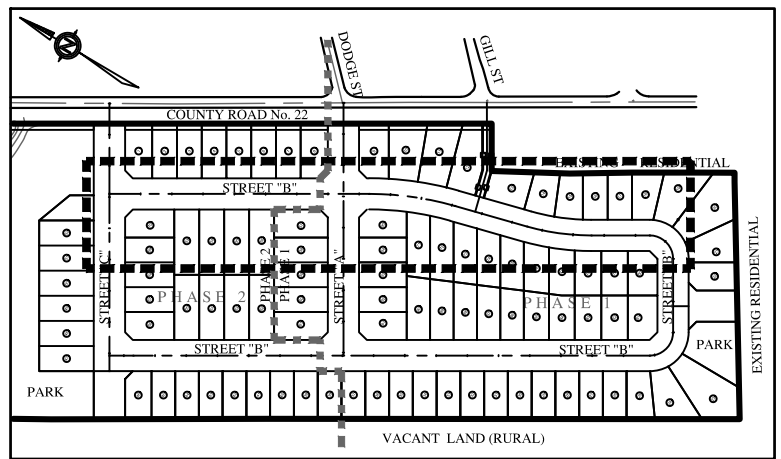 N
DODGE ST
GILL ST
COUNTY ROAD No. 22
EXISTING RESIDENTIAL
STREET "B"
STREET "C"
PHASE 2
PHASE 1
STREET "A"
STREET "B"
EXISTING RESIDENTIAL
PHASE 2
PHASE 1
STREET "B"
STREET "B"
PARK
PARK
VACANT LAND (RURAL)